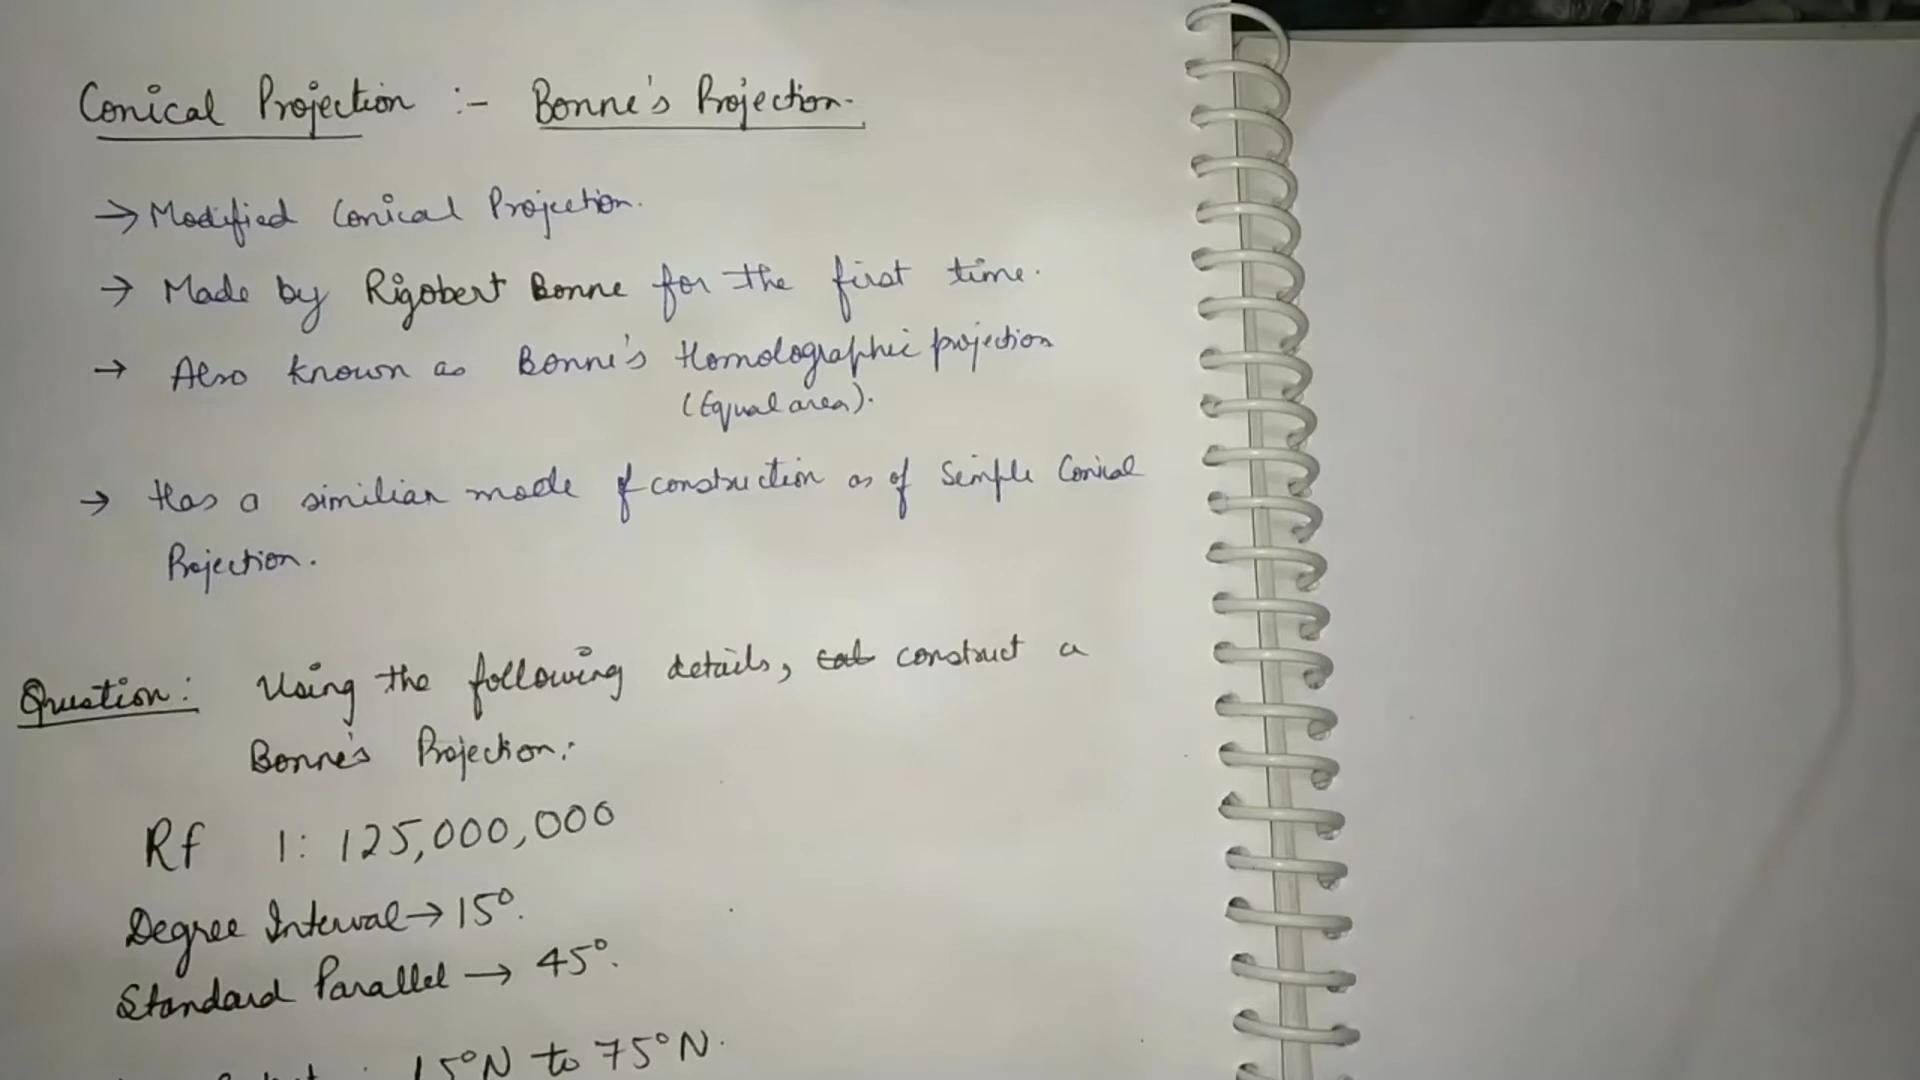 Conical Projection :- Bonne's Projection.
→ Modified Conical Projection.
→ Made by Rigobert Bonne for the first time.
→ Also known as Bonne's Homolographic projection
(Equal area).
→ Has a similiar mode of construction as of Simple Conical
Projection.
Question: Using the following details, construct a
Bonne's Projection:
Rf 1: 125,000,000
Degree Interval → 15°.
Standard Parallel → 45°.
15°N to 75°N.